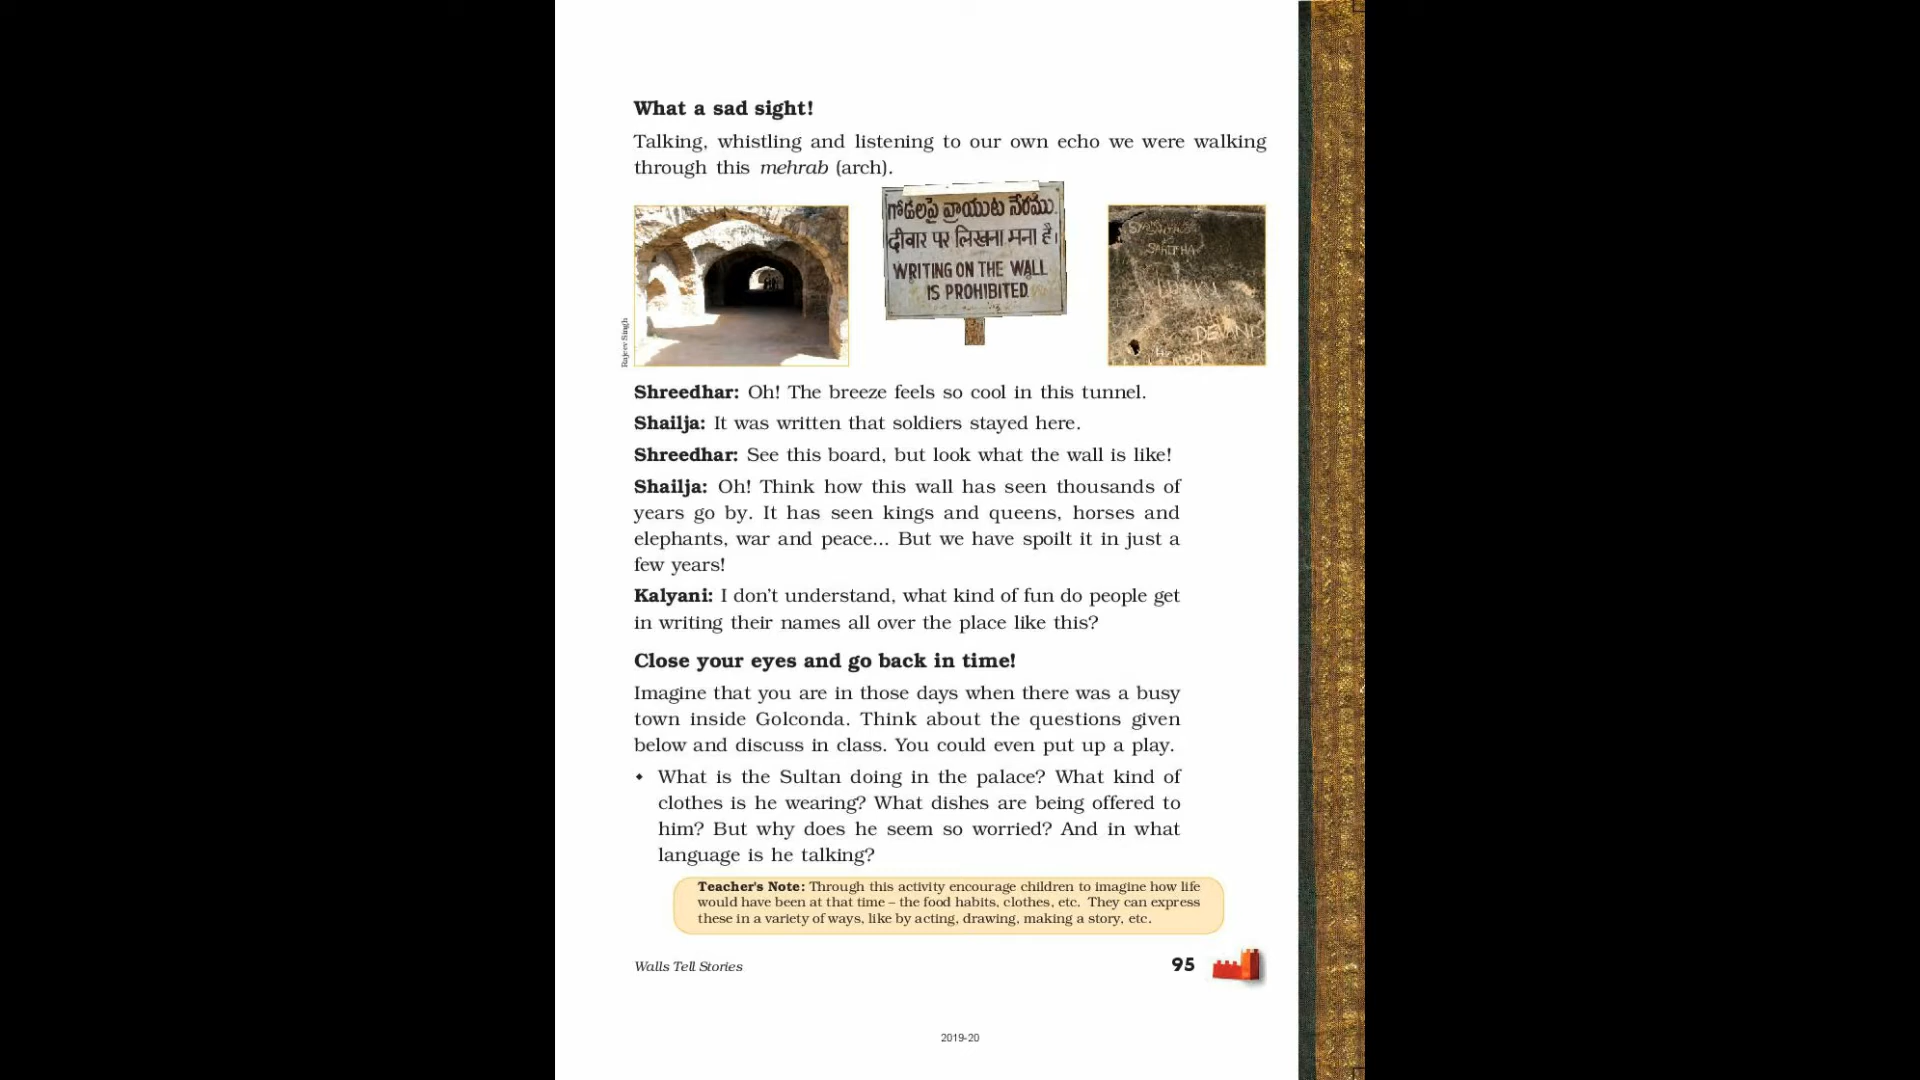 What a sad sight!
Talking, whistling and listening to our own echo we were walking
through this mehrab (arch).
గోడలపై వ్రాయుట నేరము.
दीवार पर लिखना मना है।
WRITING ON THE WALL
IS PROHIBITED.
SAHITHA
DEVAND
Rajeev Singh
Shreedhar: Oh! The breeze feels so cool in this tunnel.
Shailja: It was written that soldiers stayed here.
Shreedhar: See this board, but look what the wall is like!
Shailja: Oh! Think how this wall has seen thousands of
years go by. It has seen kings and queens, horses and
elephants, war and peace... But we have spoilt it in just a
few years!
Kalyani: I don't understand, what kind of fun do people get
in writing their names all over the place like this?
Close your eyes and go back in time!
Imagine that you are in those days when there was a busy
town inside Golconda. Think about the questions given
below and discuss in class. You could even put up a play.
• What is the Sultan doing in the palace? What kind of
clothes is he wearing? What dishes are being offered to
him? But why does he seem so worried? And in what
language is he talking?
Teacher's Note: Through this activity encourage children to imagine how life
would have been at that time – the food habits, clothes, etc. They can express
these in a variety of ways, like by acting, drawing, making a story, etc.
Walls Tell Stories
95
2019-20